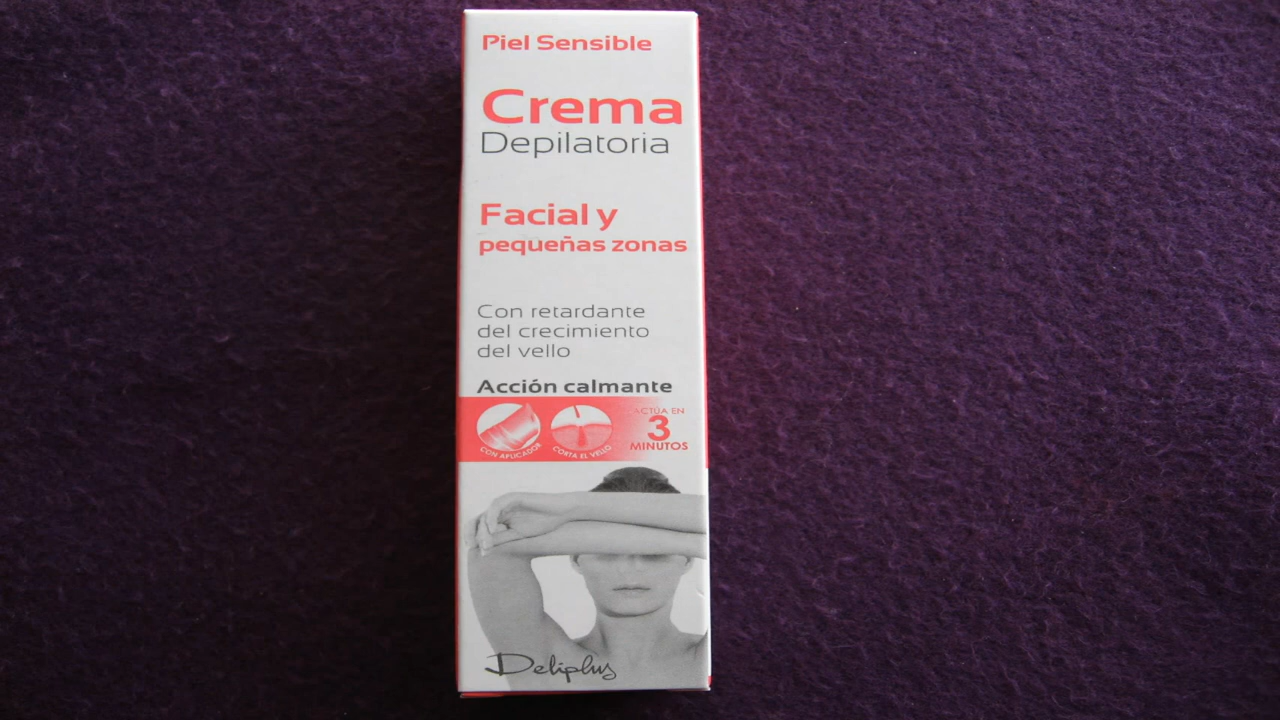 Piel Sensible
Crema
Depilatoria
Facial y
pequeñas zonas
Con retardante
del crecimiento
del vello
Acción calmante
ACTÚA EN
3
MINUTOS
CON APLICADOR
CORTA EL VELLO
Deliplus